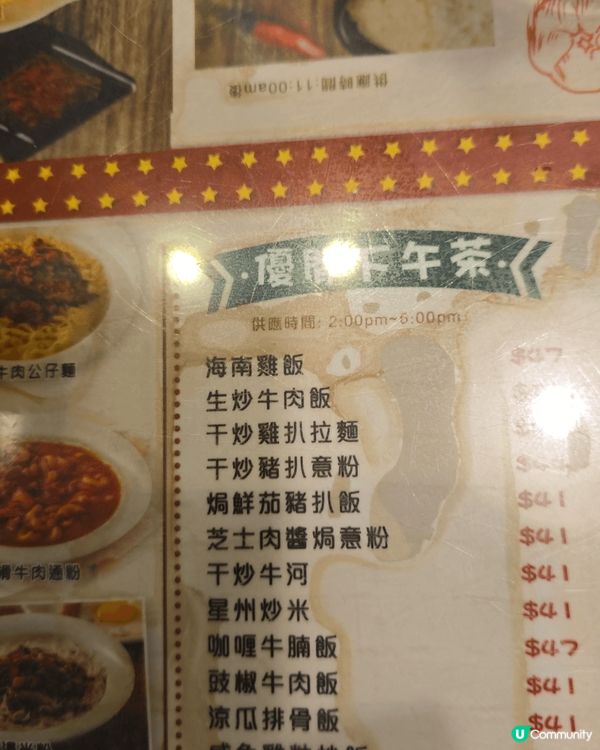 供應時間:11:00am後
優閒下午茶
供應時間: 2:00pm~6:00pm
海南雞飯 $47
生炒牛肉飯
干炒雞扒拉麵
干炒豬扒意粉
焗鮮茄豬扒飯 $41
芝士肉醬焗意粉 $41
干炒牛河 $41
星州炒米 $41
咖喱牛腩飯 $47
豉椒牛肉飯 $41
涼瓜排骨飯 $41
牛肉公仔麵
牛肉通粉
U Community